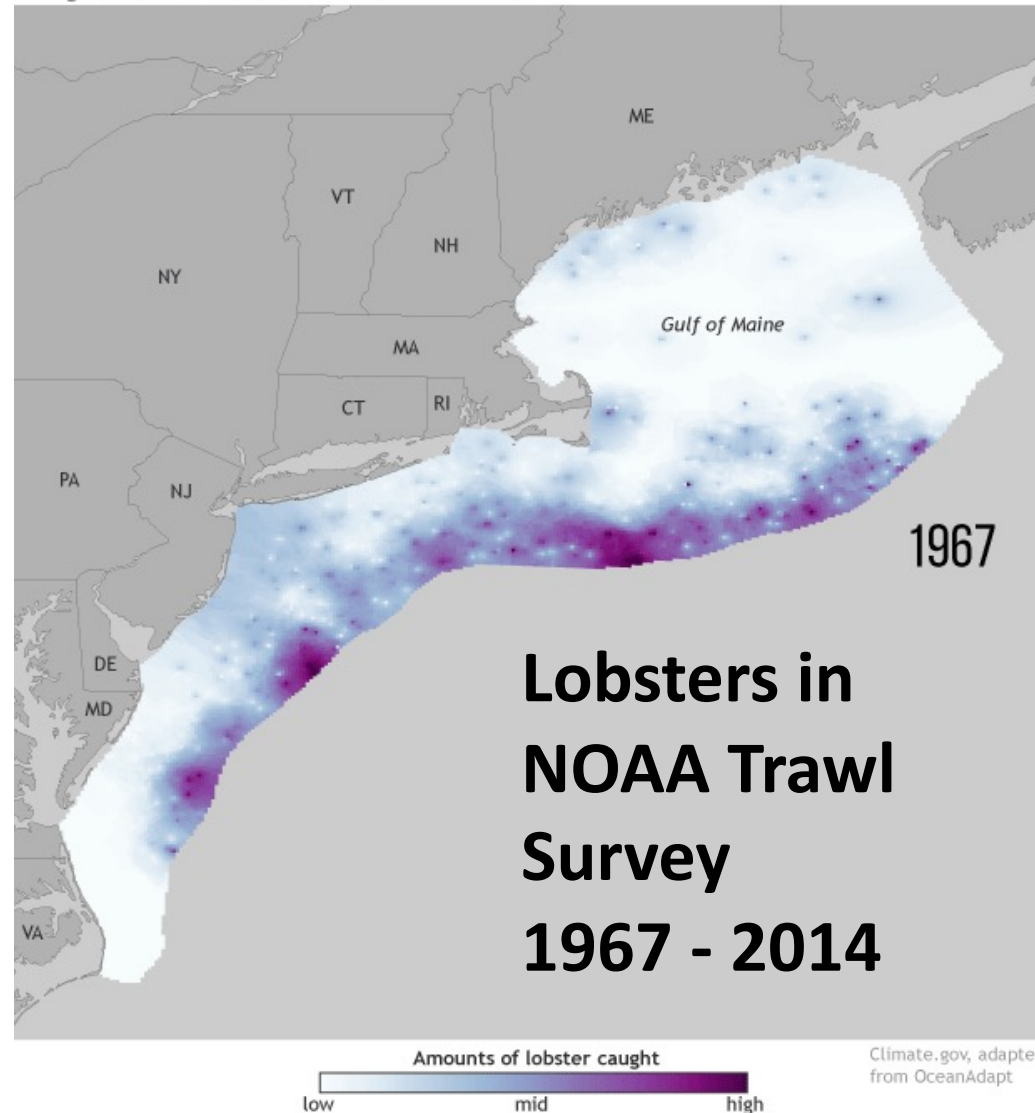 ME
VT
NH
NY
Gulf of Maine
MA
CT
RI
PA
NJ
1967
DE
MD
Lobsters in
NOAA Trawl
Survey
1967 - 2014
VA
Amounts of lobster caught
low
mid
high
Climate.gov, adapte
from OceanAdapt